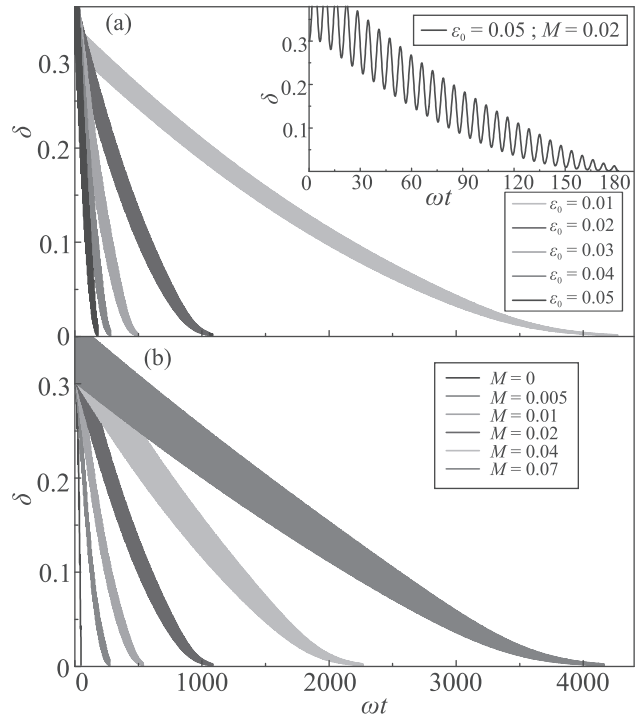 (a)
ε₀ = 0.05 ; M = 0.02
0.3
0.2
0.1
δ
0 30 60 90 120 150 180
ωt
0.3
0.2
0.1
0
δ
ε₀ = 0.01
ε₀ = 0.02
ε₀ = 0.03
ε₀ = 0.04
ε₀ = 0.05
(b)
M = 0
M = 0.005
M = 0.01
M = 0.02
M = 0.04
M = 0.07
0.3
0.2
0.1
0
δ
0 1000 2000 3000 4000
ωt